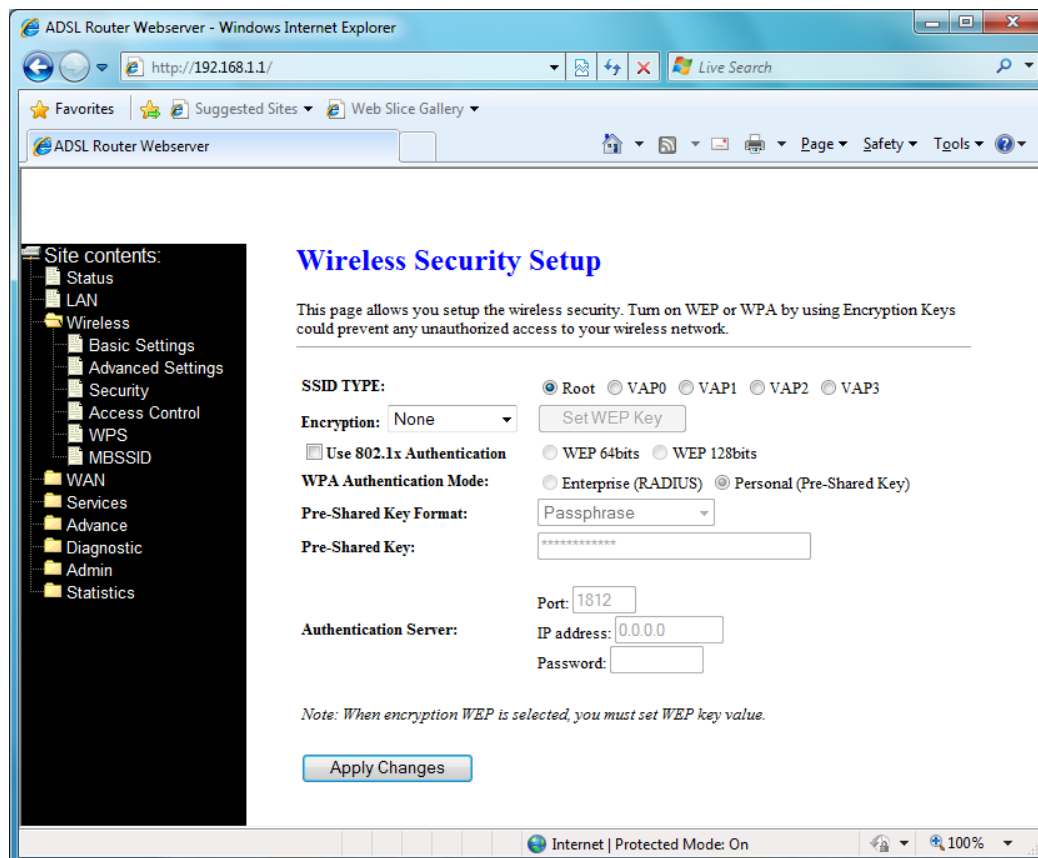 ADSL Router Webserver - Windows Internet Explorer
http://192.168.1.1/
Live Search
Favorites Suggested Sites Web Slice Gallery
ADSL Router Webserver Page Safety Tools
Site contents:
Status
LAN
Wireless
Basic Settings
Advanced Settings
Security
Access Control
WPS
MBSSID
WAN
Services
Advance
Diagnostic
Admin
Statistics
Wireless Security Setup
This page allows you setup the wireless security. Turn on WEP or WPA by using Encryption Keys
could prevent any unauthorized access to your wireless network.
SSID TYPE: Root VAP0 VAP1 VAP2 VAP3
Encryption: None Set WEP Key
Use 802.1x Authentication WEP 64bits WEP 128bits
WPA Authentication Mode: Enterprise (RADIUS) Personal (Pre-Shared Key)
Pre-Shared Key Format: Passphrase
Pre-Shared Key: ************
Authentication Server:
Port: 1812
IP address: 0.0.0.0
Password:
Note: When encryption WEP is selected, you must set WEP key value.
Apply Changes
Internet | Protected Mode: On 100%